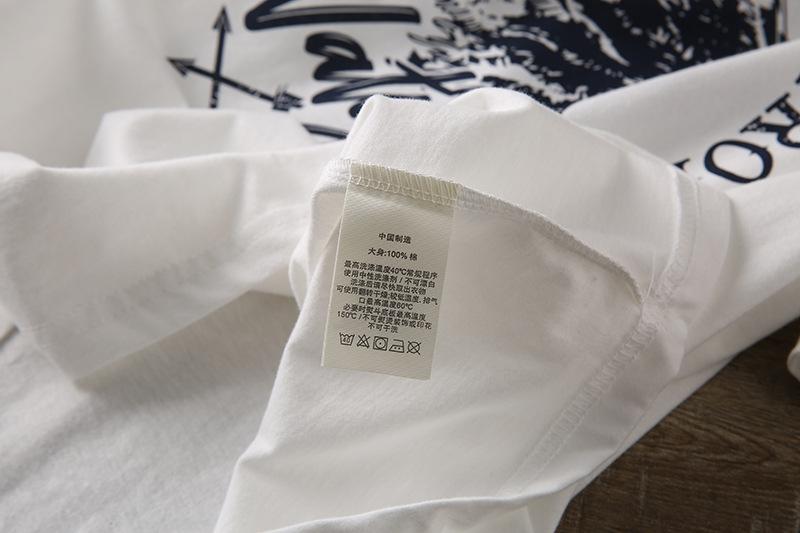 RO
中国制造
大身:100% 棉
最高洗涤温度40℃常规程序
使用中性洗涤剂 / 不可漂白
洗涤后请尽快取出衣物
可使用翻转干燥;较低温度, 排气
口最高温度60℃
必要时熨斗底板最高温度
150℃ /不可熨烫装饰或印花
不可干洗
40